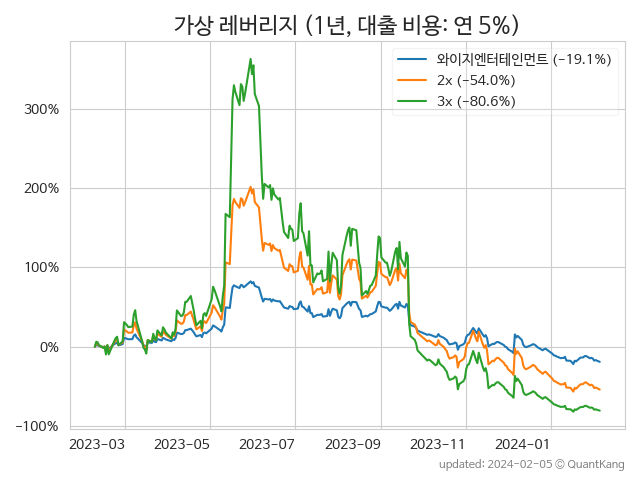 가상 레버리지 (1년, 대출 비용: 연 5%)
와이지엔터테인먼트 (−19.1%)
2x (−54.0%)
3x (−80.6%)
300%
200%
100%
0%
−100%
2023−03 2023−05 2023−07 2023−09 2023−11 2024−01
updated: 2024−02−05 © QuantKang